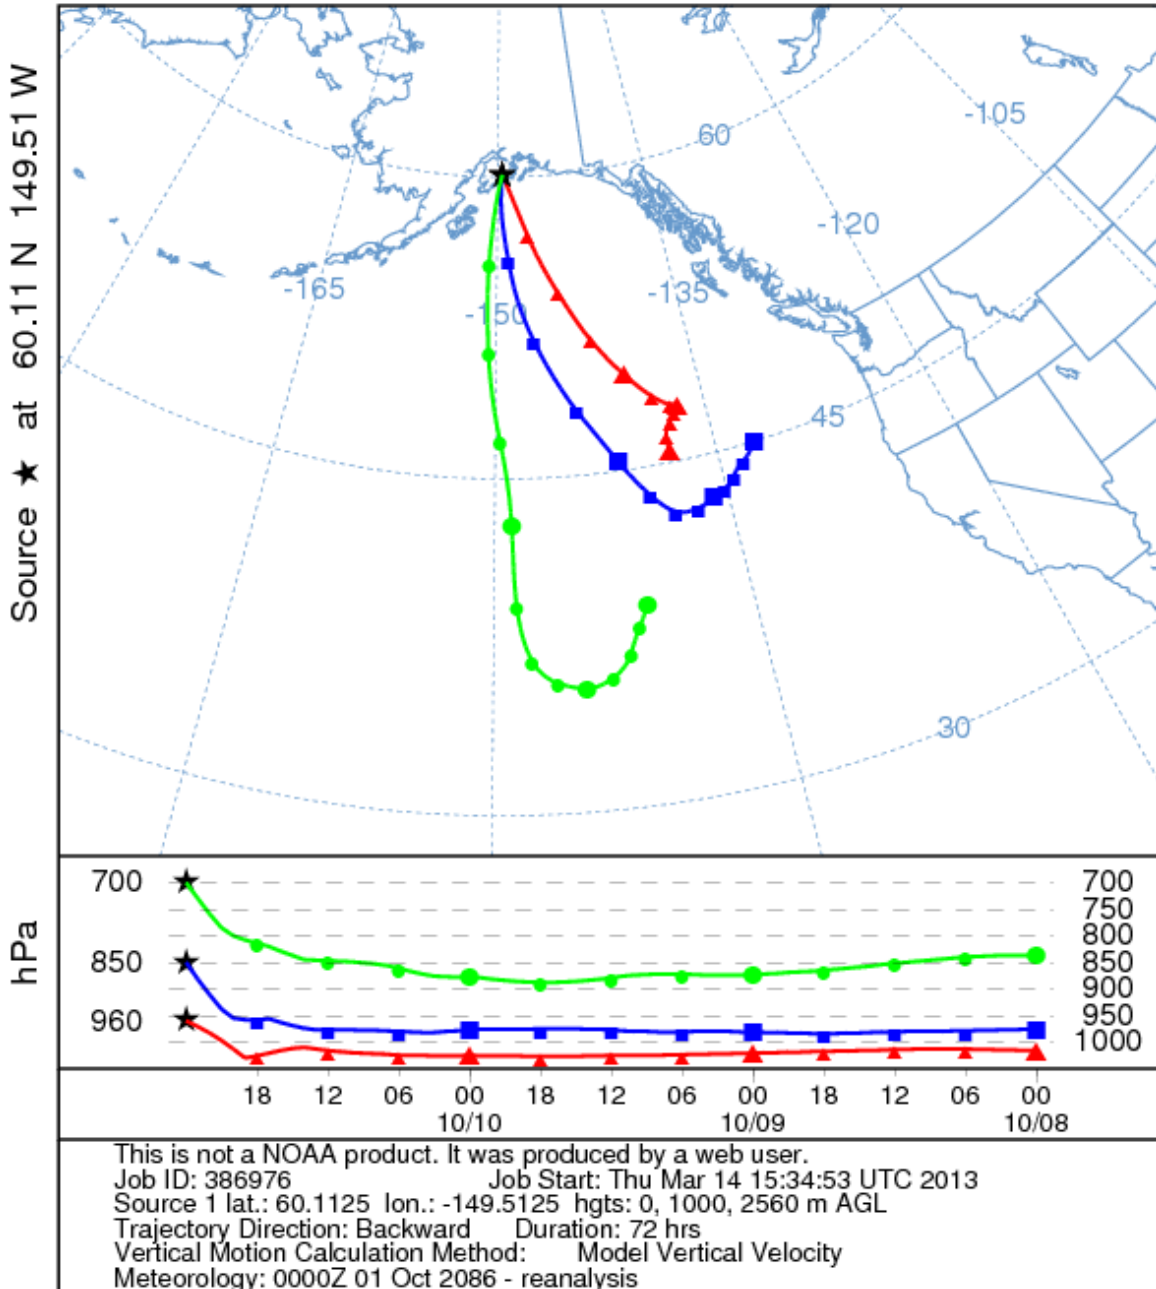 Source ★ at 60.11 N 149.51 W
-105
60
-120
-165
-135
-150
45
30
hPa
700 700
750
800
850 850
900
950
960
1000
18 12 06 00 18 12 06 00 18 12 06 00
10/10 10/09 10/08
This is not a NOAA product. It was produced by a web user.
Job ID: 386976 Job Start: Thu Mar 14 15:34:53 UTC 2013
Source 1 lat.: 60.1125 lon.: -149.5125 hgts: 0, 1000, 2560 m AGL
Trajectory Direction: Backward Duration: 72 hrs
Vertical Motion Calculation Method: Model Vertical Velocity
Meteorology: 0000Z 01 Oct 2086 - reanalysis